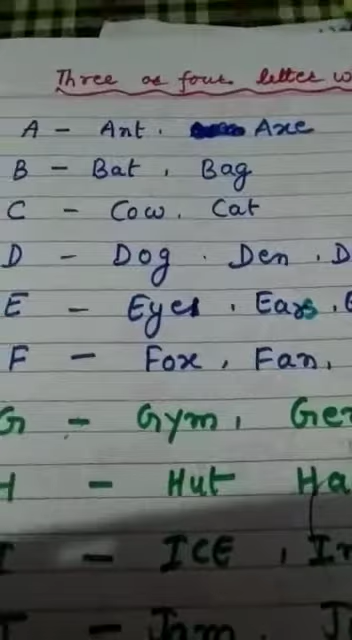 Three or four letter
A - Ant. Axe
B - Bat, Bag
C - Cow. Cat
D - Dog. Den. D
E - Eyes. Ears.
F - Fox, Fan,
G - Gym, Ge
H - Hut Ha
I - ICE, In
J - Jam